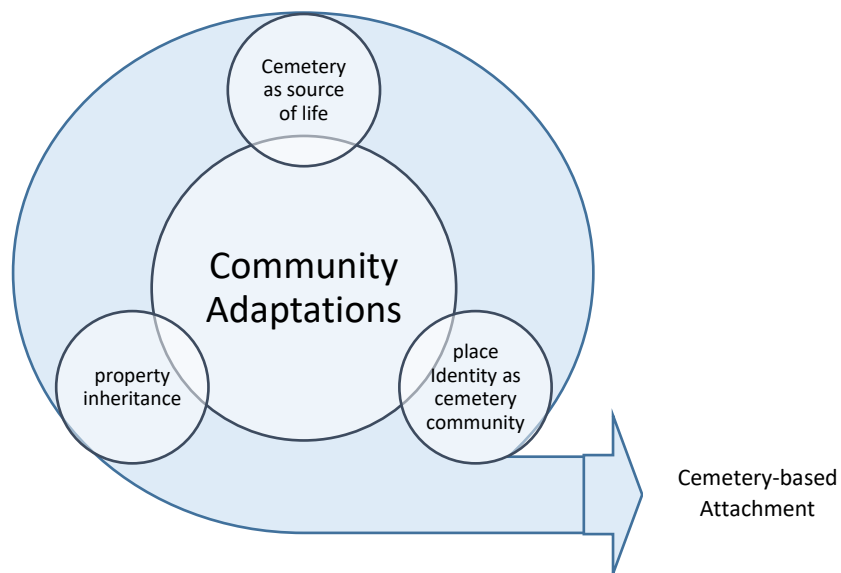 Cemetery
as source
of life
Community
Adaptations
property
inheritance
place
Identity as
cemetery
community
Cemetery-based
Attachment